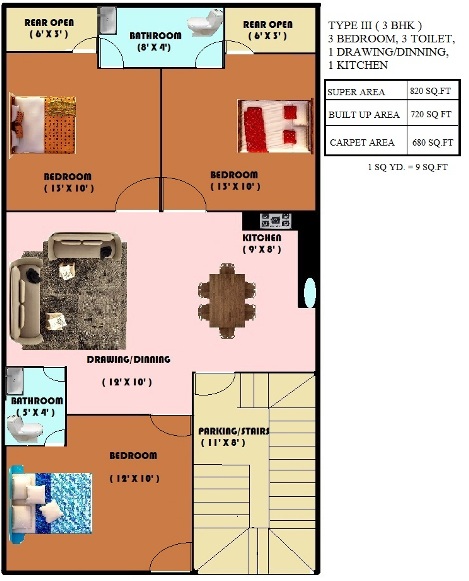 REAR OPEN
( 6'X 3' )
BATHROOM
(8'X 4')
REAR OPEN
( 6'X 3' )
TYPE III ( 3 BHK )
3 BEDROOM, 3 TOILET,
1 DRAWING/DINNING,
1 KITCHEN
SUPER AREA 820 SQ.FT
BUILT UP AREA 720 SQ FT
CARPET AREA 680 SQ.FT
1 SQ YD. = 9 SQ.FT
BEDROOM
( 13'X 10' )
BEDROOM
( 13'X 10' )
KITCHEN
( 9'X 8' )
DRAWING/DINNING
( 12'X 10' )
BATHROOM
( 5'X 4' )
PARKING/STAIRS
( 11'X 8' )
BEDROOM
( 12'X 10' )